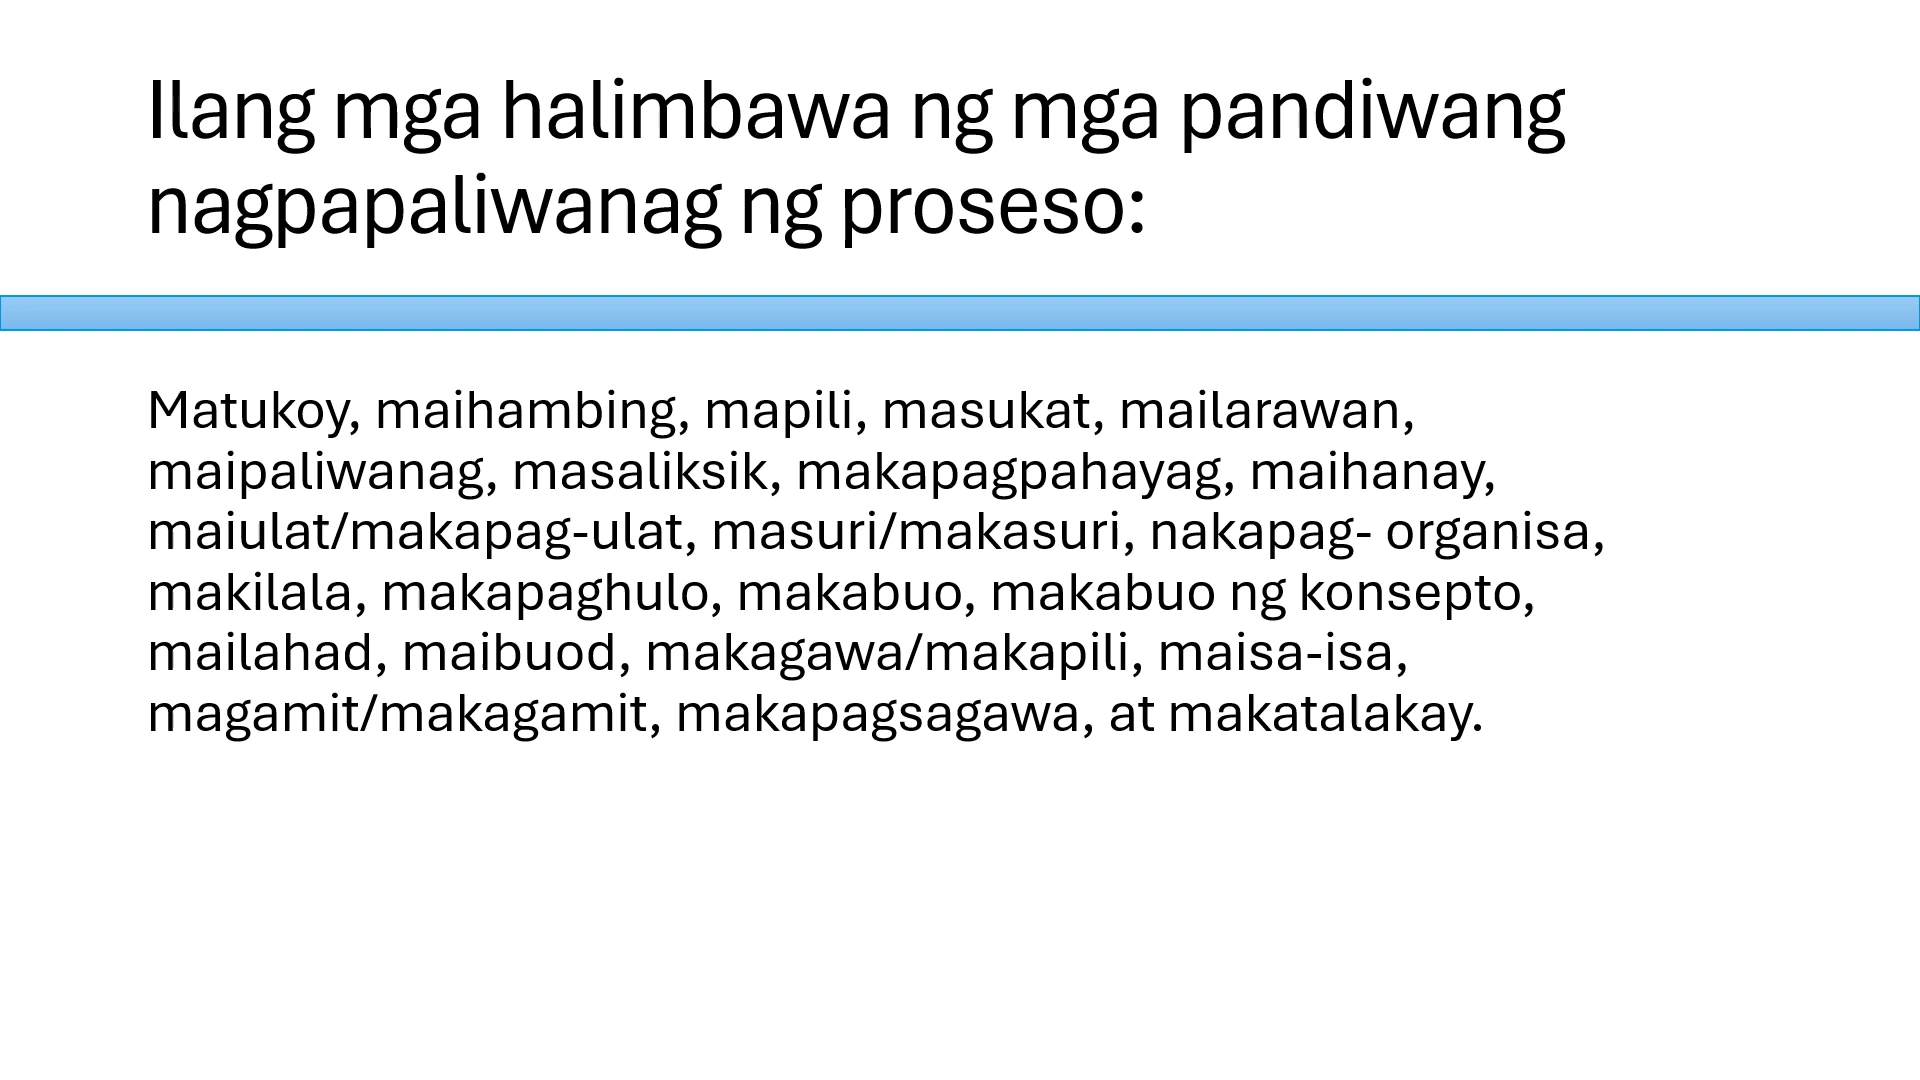 Ilang mga halimbawa ng mga pandiwang
nagpapaliwanag ng proseso:
Matukoy, maihambing, mapili, masukat, mailarawan,
maipaliwanag, masaliksik, makapagpahayag, maihanay,
maiulat/makapag-ulat, masuri/makasuri, nakapag- organisa,
makilala, makapaghulo, makabuo, makabuo ng konsepto,
mailahad, maibuod, makagawa/makapili, maisa-isa,
magamit/makagamit, makapagsagawa, at makatalakay.